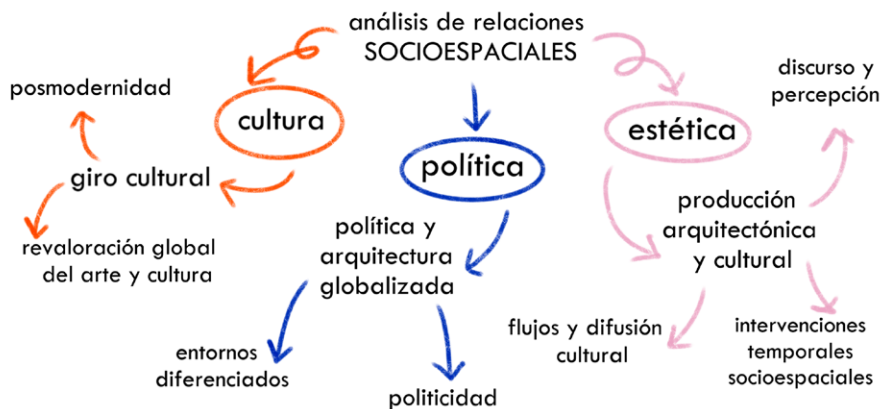 análisis de relaciones
SOCIOESPACIALES
cultura
política
estética
posmodernidad
giro cultural
revaloración global
del arte y cultura
política y
arquitectura
globalizada
entornos
diferenciados
politicidad
discurso y
percepción
producción
arquitectónica
y cultural
flujos y difusión
cultural
intervenciones
temporales
socioespaciales